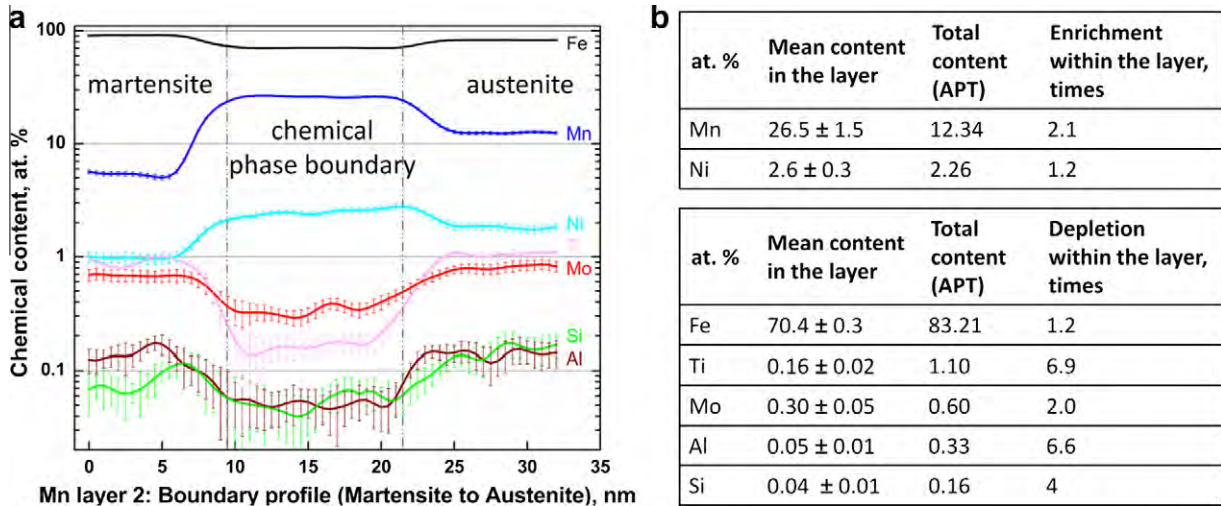 a
100
10
1
0.1
Chemical content, at. %
martensite
austenite
chemical
phase boundary
Fe
Mn
Ni
Ti
Mo
Si
Al
0 5 10 15 20 25 30 35
Mn layer 2: Boundary profile (Martensite to Austenite), nm
b
at. % Mean content in the layer Total content (APT) Enrichment within the layer, times
Mn 26.5 ± 1.5 12.34 2.1
Ni 2.6 ± 0.3 2.26 1.2
at. % Mean content in the layer Total content (APT) Depletion within the layer, times
Fe 70.4 ± 0.3 83.21 1.2
Ti 0.16 ± 0.02 1.10 6.9
Mo 0.30 ± 0.05 0.60 2.0
Al 0.05 ± 0.01 0.33 6.6
Si 0.04 ± 0.01 0.16 4